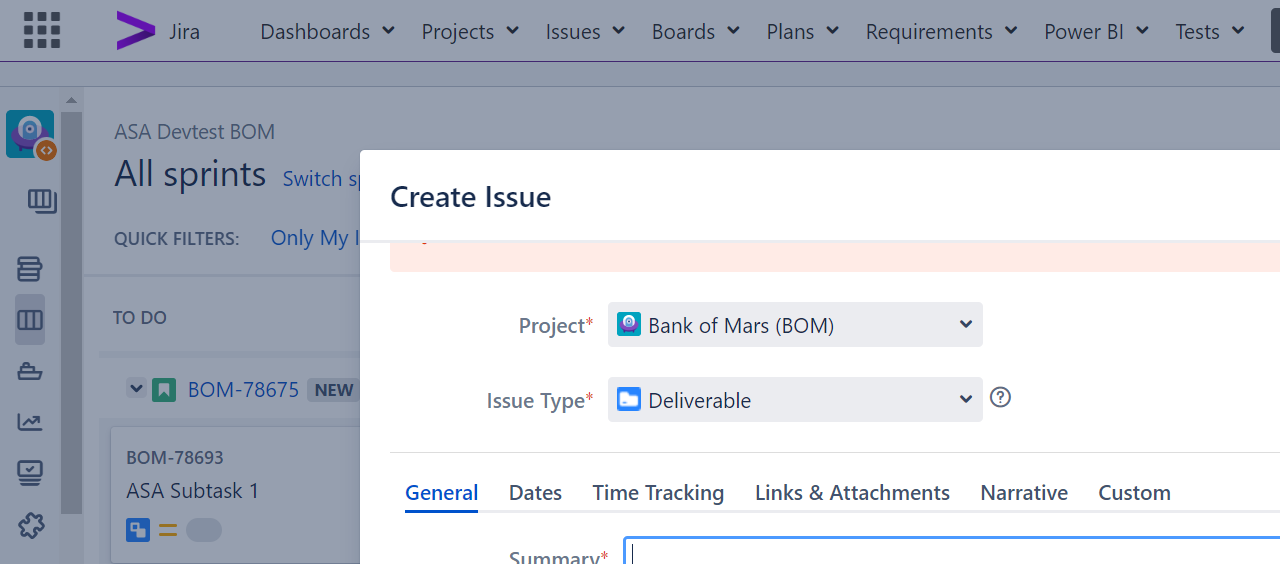 Jira Dashboards Projects Issues Boards Plans Requirements Power BI Tests
ASA Devtest BOM
All sprints Switch
QUICK FILTERS: Only My
TO DO
BOM-78675 NEW
BOM-78693
ASA Subtask 1
Create Issue
Project* Bank of Mars (BOM)
Issue Type* Deliverable
General Dates Time Tracking Links & Attachments Narrative Custom
Summary*